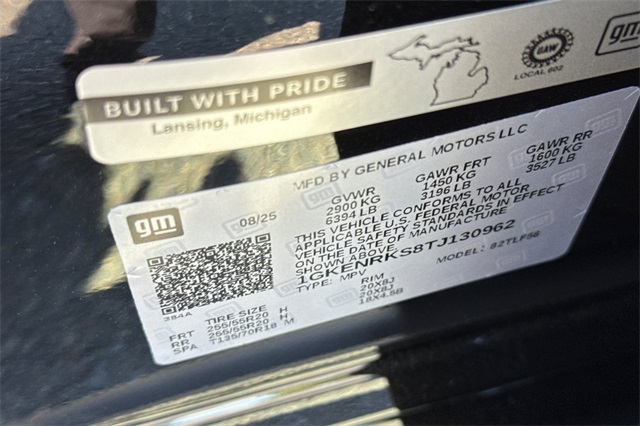 BUILT WITH PRIDE
Lansing, Michigan
UAW
LOCAL 602
gm
gm
08/25
MFD BY GENERAL MOTORS LLC
GVWR GAWR FRT GAWR RR
2900 KG 1450 KG 1600 KG
6394 LB 3196 LB 3527 LB
THIS VEHICLE CONFORMS TO ALL
APPLICABLE U.S. FEDERAL MOTOR
VEHICLE SAFETY STANDARDS IN EFFECT
ON THE DATE OF MANUFACTURE
SHOWN ABOVE.
1GKENRKS8TJ130962
TYPE: MPV MODEL: 82TLF56
384A
TIRE SIZE RIM
FRT 255/55R20 H 20X8J
RR 255/55R20 H 20X8J
SPA T135/70R18 M 18X4.5B